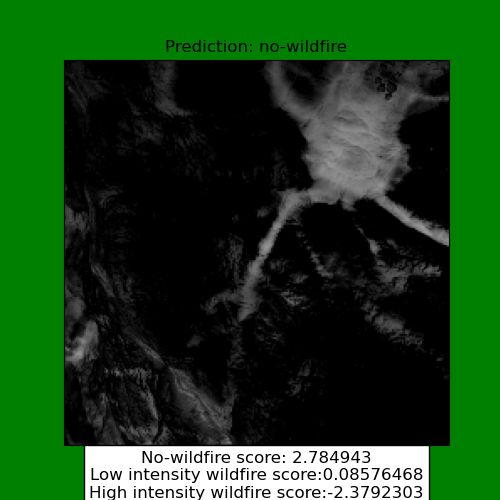 Prediction: no-wildfire
No-wildfire score: 2.784943
Low intensity wildfire score:0.08576468
High intensity wildfire score:-2.3792303